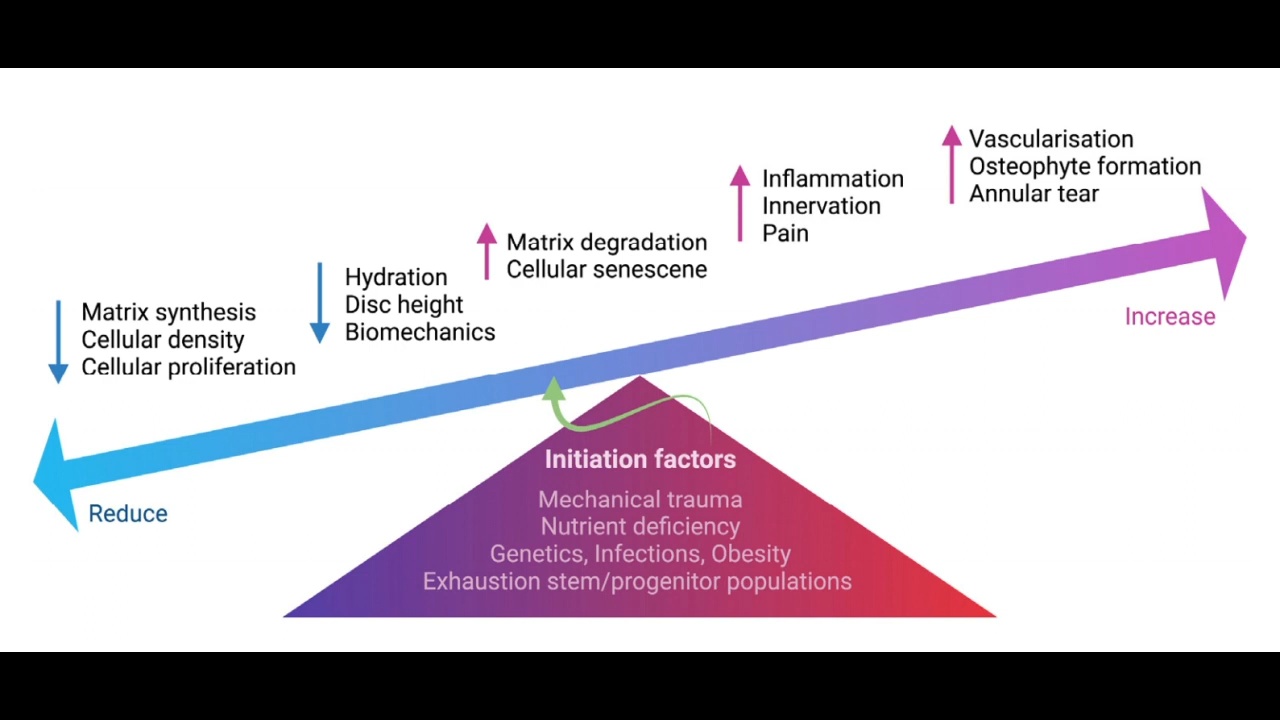 Vascularisation
Osteophyte formation
Annular tear
Inflammation
Innervation
Pain
Matrix degradation
Cellular senescene
Hydration
Disc height
Biomechanics
Matrix synthesis
Cellular density
Cellular proliferation
Increase
Reduce
Initiation factors
Mechanical trauma
Nutrient deficiency
Genetics, Infections, Obesity
Exhaustion stem/progenitor populations